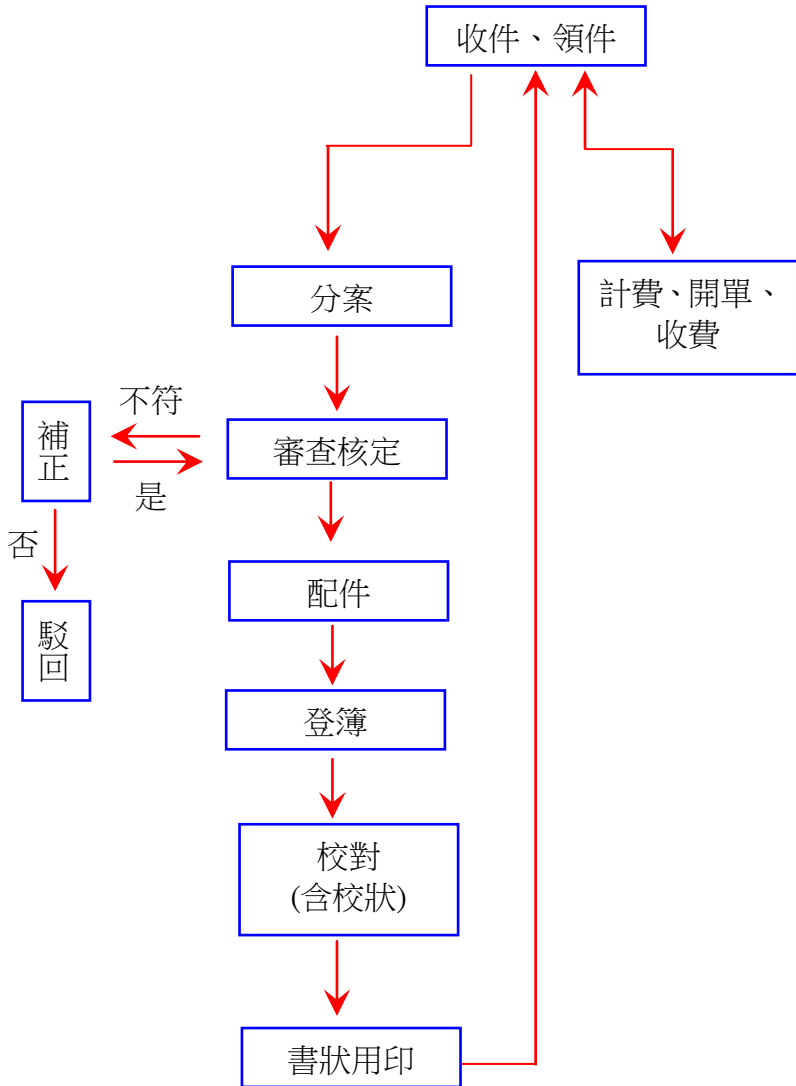 收件、領件
分案
計費、開單、
收費
不符
補正
審查核定
是
否
配件
駁回
登簿
校對
(含校狀)
書狀用印